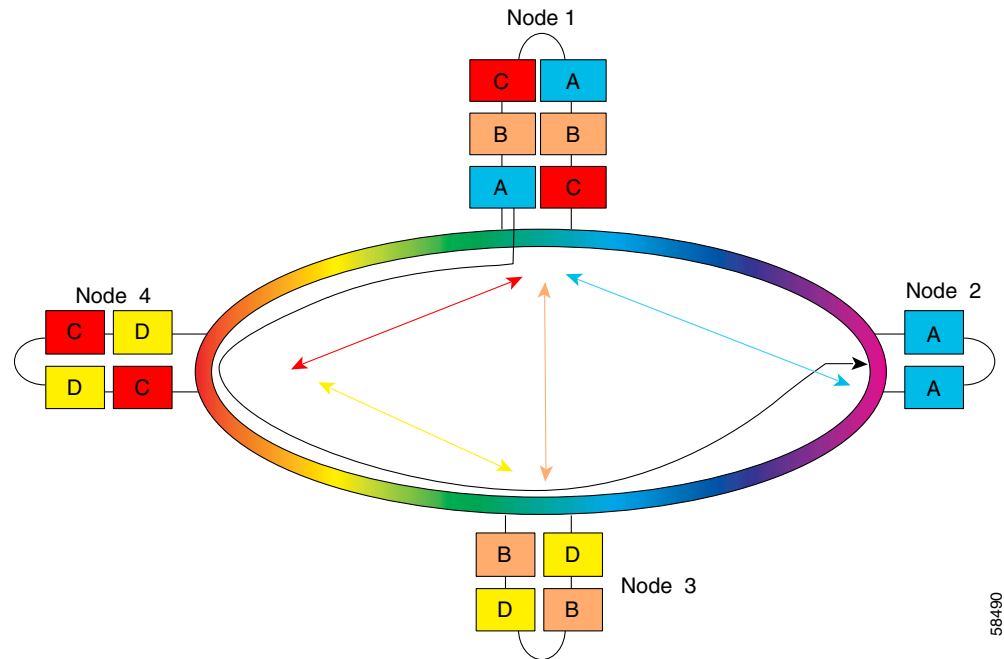 Node 1
C A
B B
A C
Node 4
C D
D C
Node 2
A
A
B D
D B
Node 3
58490